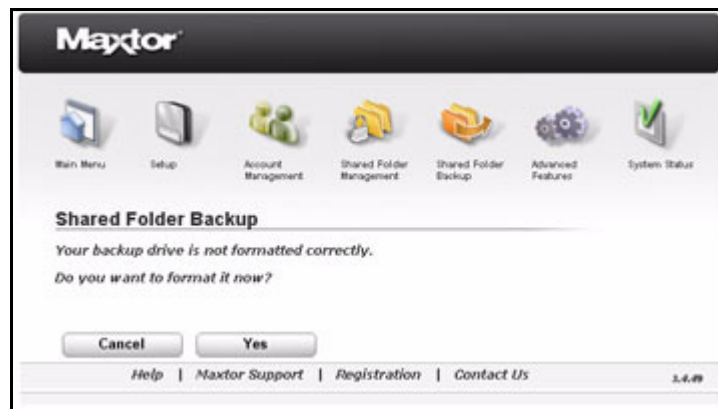 Maxtor
Main Menu
Setup
Account
Management
Shared Folder
Management
Shared Folder
Backup
Advanced
Features
System Status
Shared Folder Backup
Your backup drive is not formatted correctly.
Do you want to format it now?
Cancel Yes
Help | Maxtor Support | Registration | Contact Us